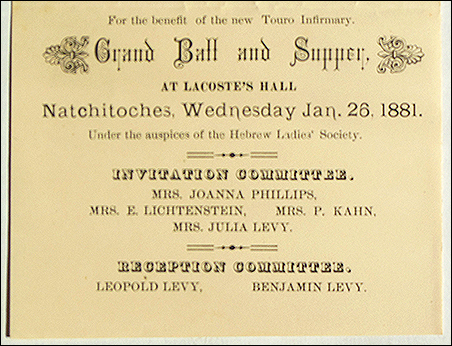 For the benefit of the new Touro Infirmary.
Grand Ball and Supper,
AT LACOSTE'S HALL
Natchitoches, Wednesday Jan. 26, 1881.
Under the auspices of the Hebrew Ladies' Society.
INVITATION COMMITTEE.
MRS. JOANNA PHILLIPS,
MRS. E. LICHTENSTEIN, MRS. P. KAHN,
MRS. JULIA LEVY.
RECEPTION COMMITTEE.
LEOPOLD LEVY, BENJAMIN LEVY.